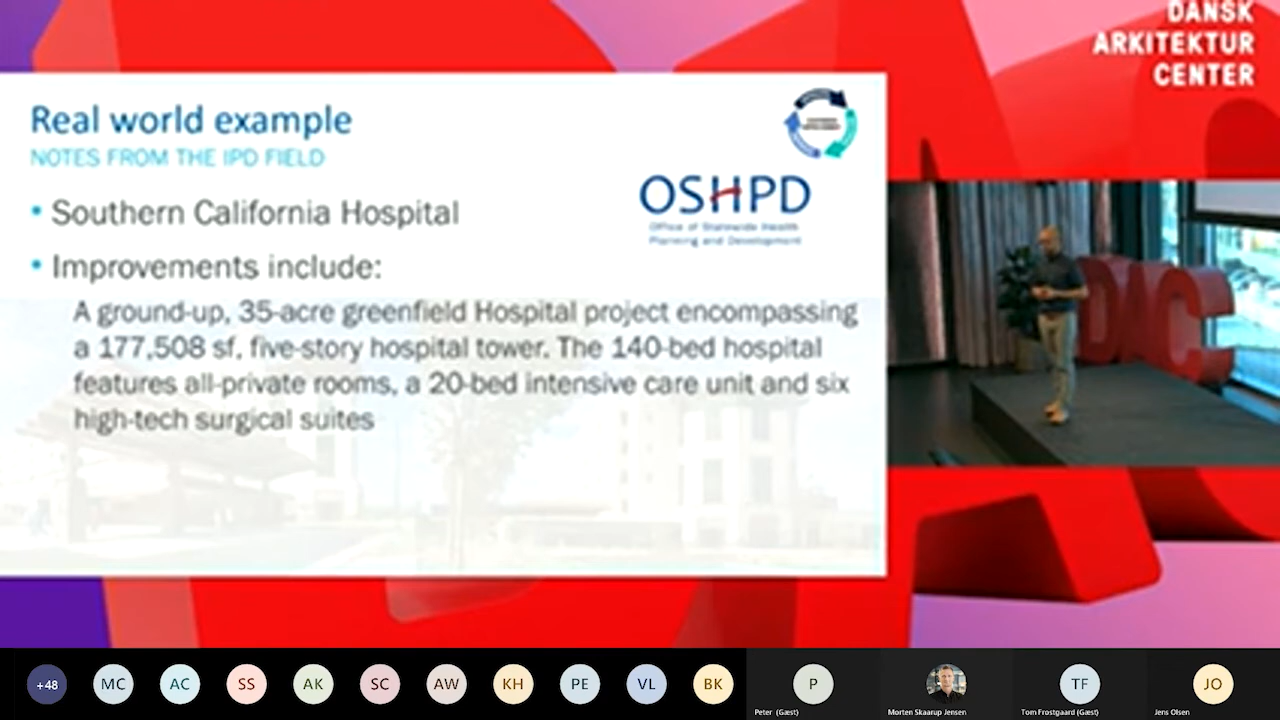 DANSK
ARKITEKTUR
CENTER
Real world example
NOTES FROM THE IPD FIELD
OSHPD
Office of Statewide Health
Planning and Development
• Southern California Hospital
• Improvements include:
A ground-up, 35-acre greenfield Hospital project encompassing
a 177,508 sf, five-story hospital tower. The 140-bed hospital
features all-private rooms, a 20-bed intensive care unit and six
high-tech surgical suites
DAC
+48
MC
AC
SS
AK
SC
AW
KH
PE
VL
BK
P
TF
JO
Peter (Gæst)
Morten Skaarup Jensen
Tom Frostgaard (Gæst)
Jens Olsen